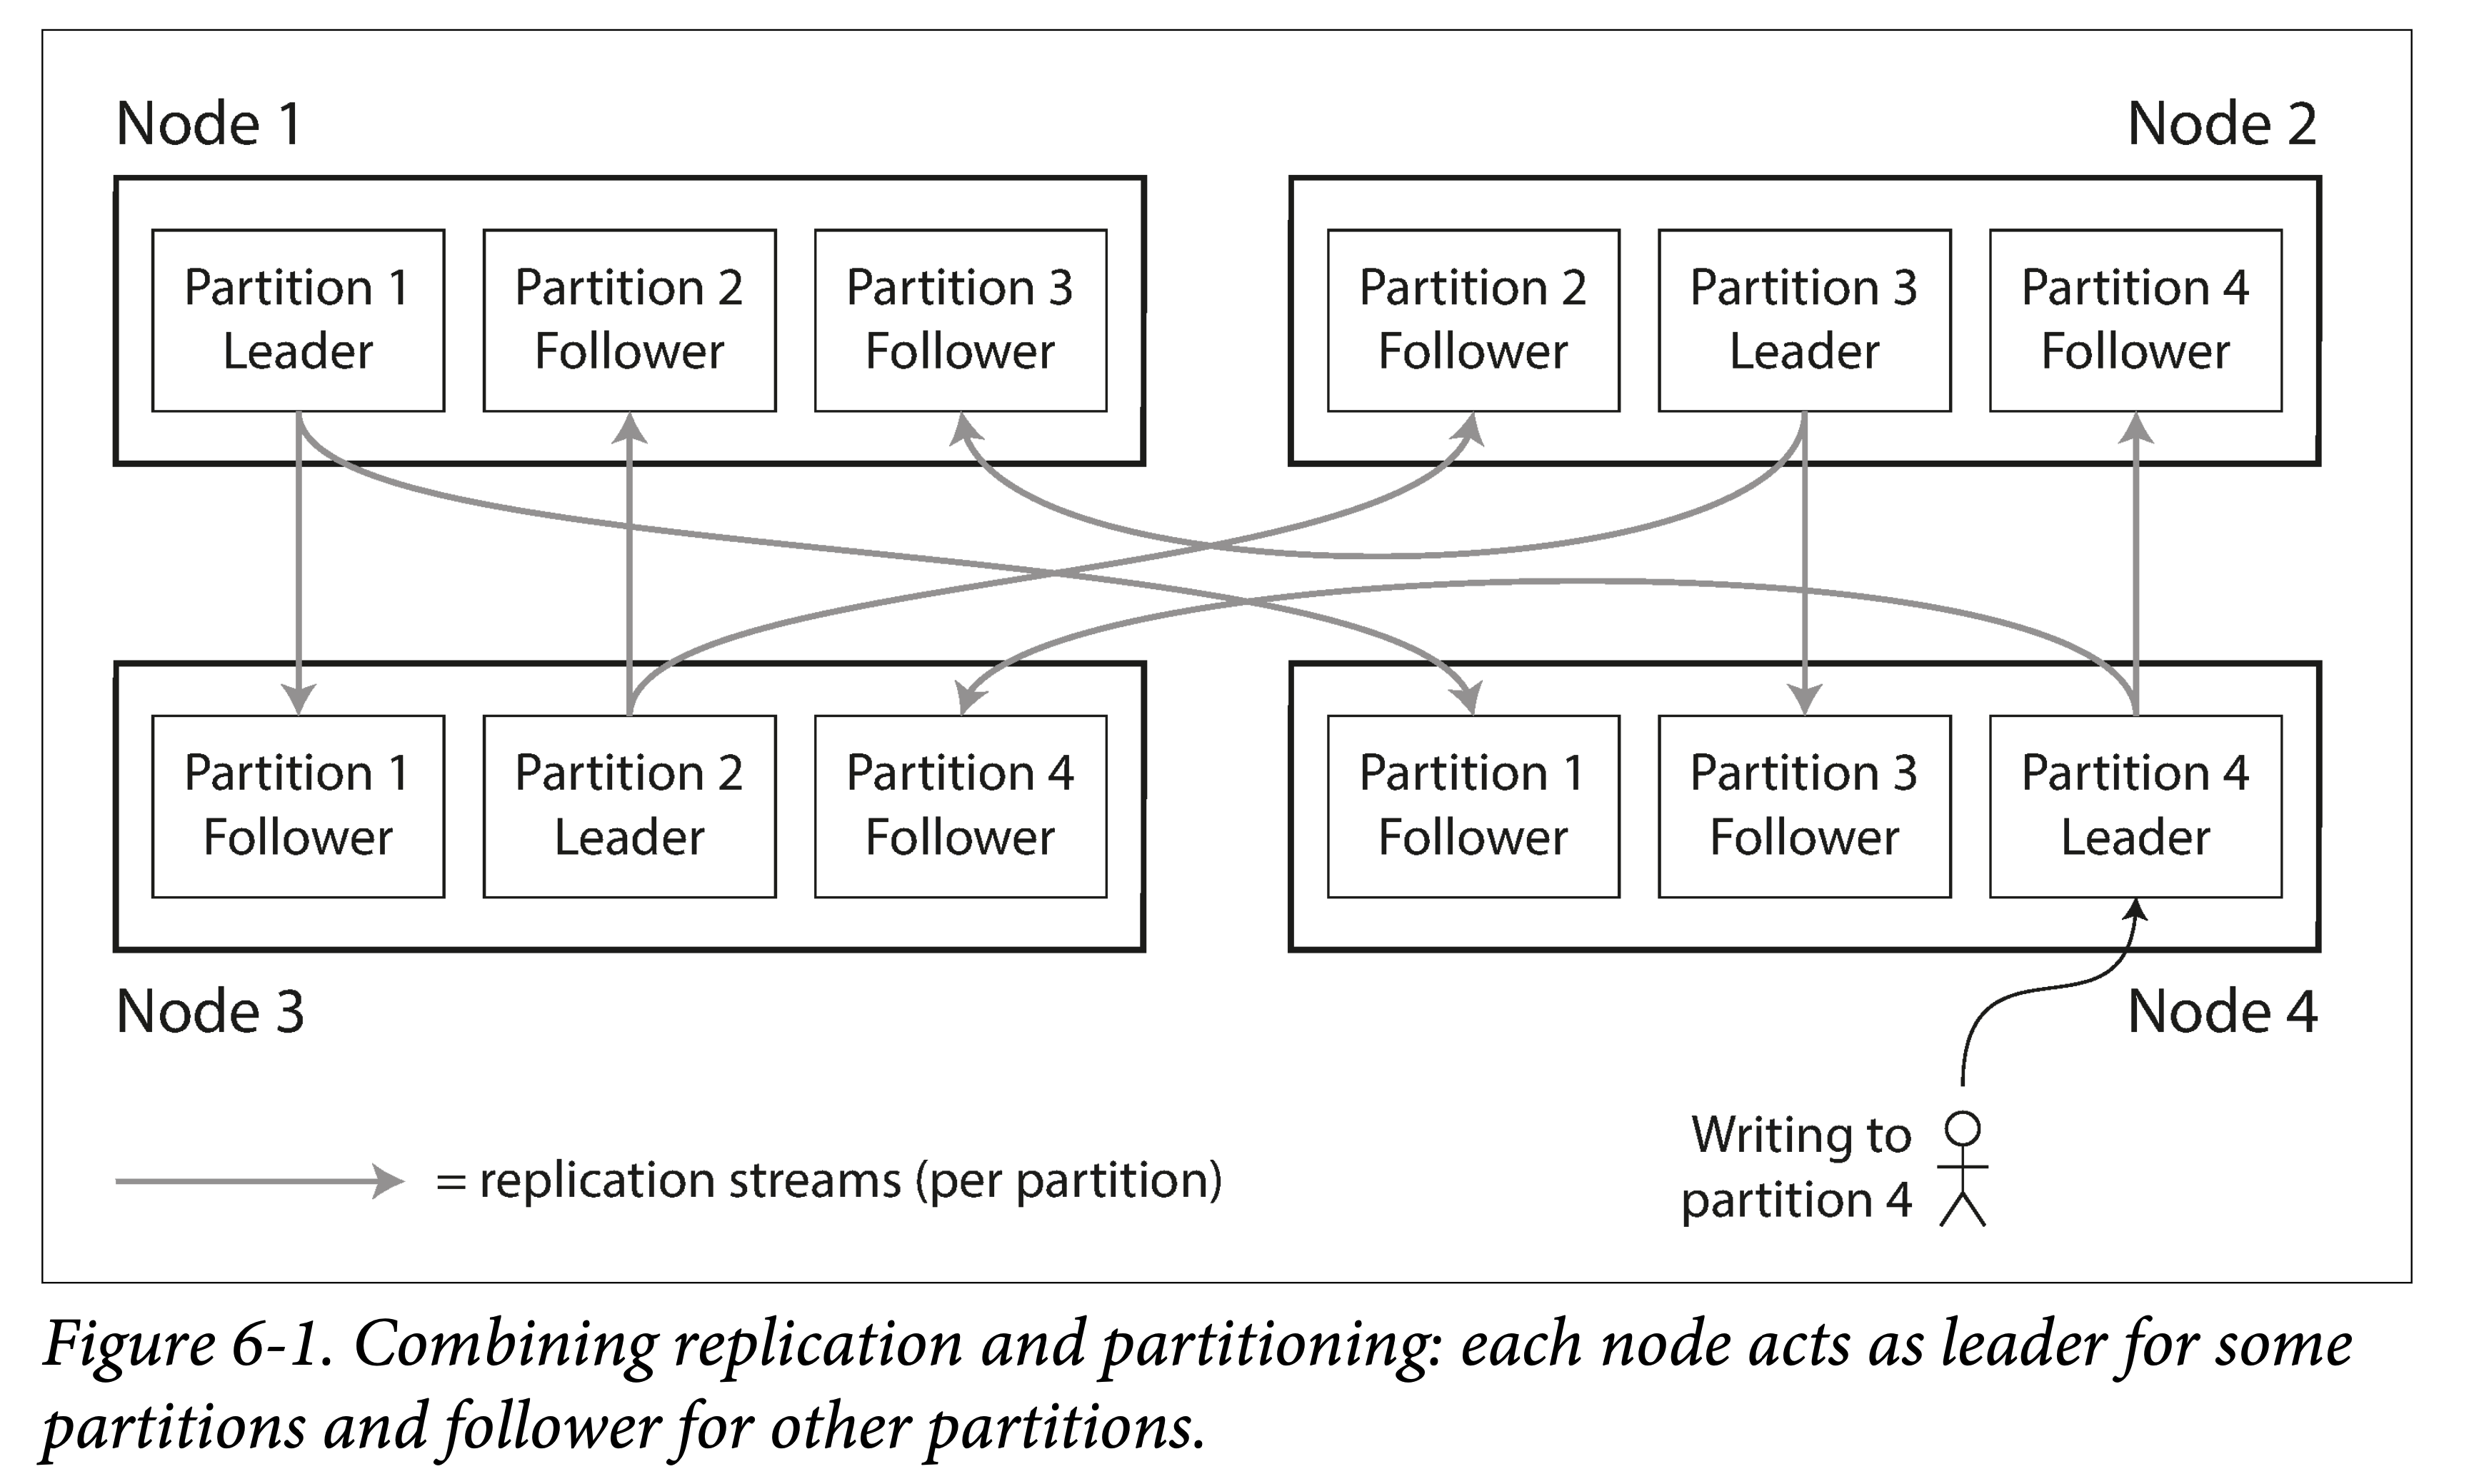 Node 1
Node 2
Partition 1
Leader
Partition 2
Follower
Partition 3
Follower
Partition 2
Follower
Partition 3
Leader
Partition 4
Follower
Partition 1
Follower
Partition 2
Leader
Partition 4
Follower
Partition 1
Follower
Partition 3
Follower
Partition 4
Leader
Node 3
Node 4
Writing to
partition 4
= replication streams (per partition)
Figure 6-1. Combining replication and partitioning: each node acts as leader for some
partitions and follower for other partitions.